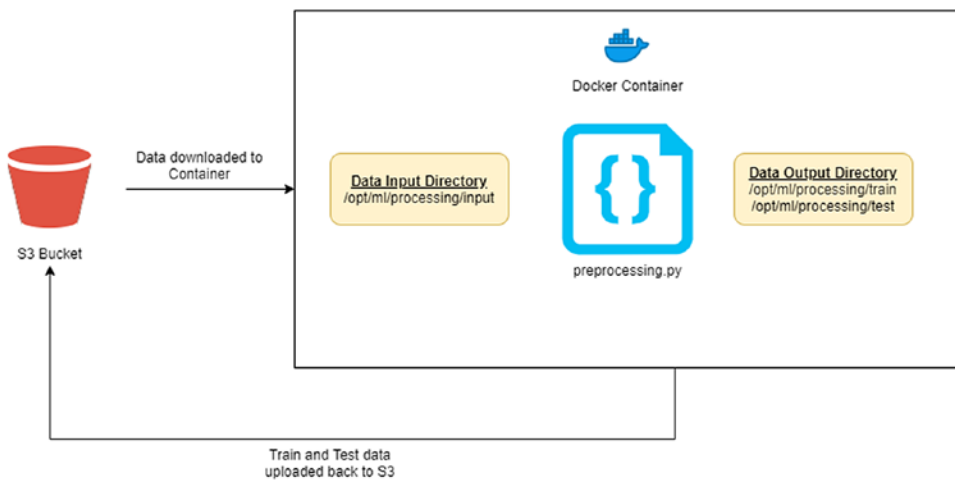 Docker Container
Data downloaded to
Container
Data Input Directory
/opt/ml/processing/input
{}
Data Output Directory
/opt/ml/processing/train
/opt/ml/processing/test
S3 Bucket
preprocessing.py
Train and Test data
uploaded back to S3